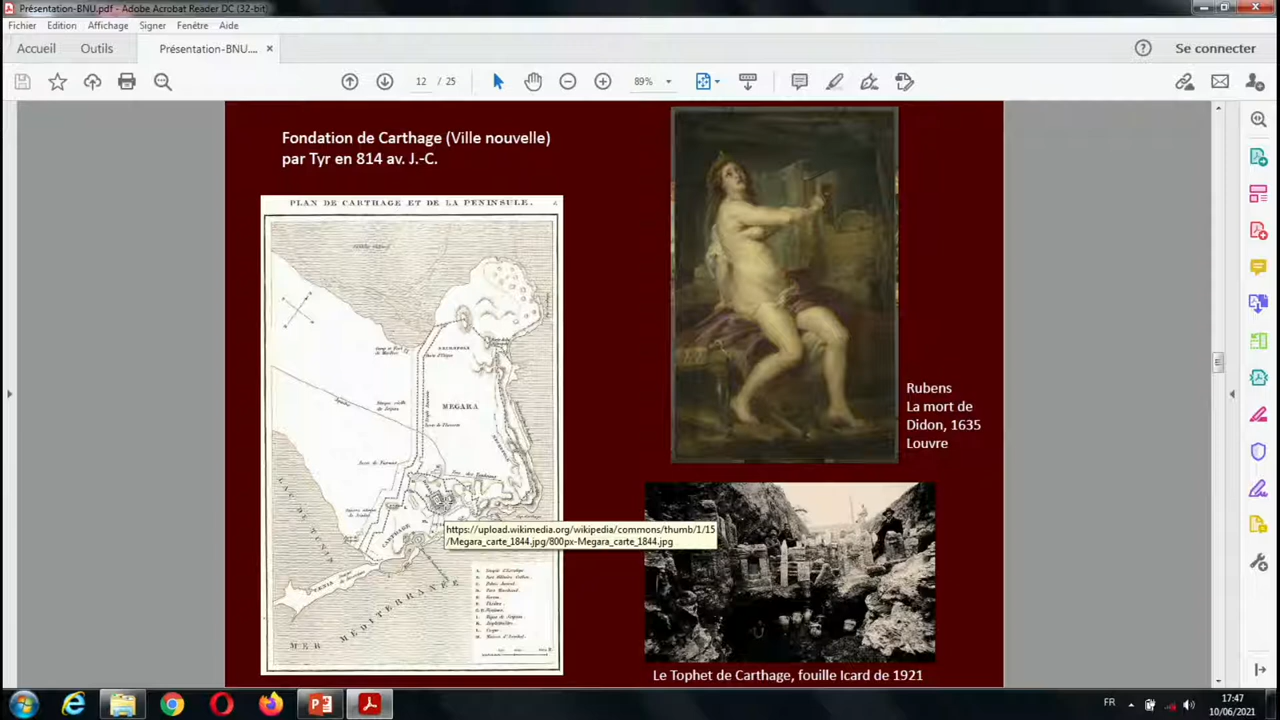 Présentation-BNU.pdf - Adobe Acrobat Reader DC (32-bit)
Fichier Edition Affichage Signer Fenêtre Aide
Accueil Outils Présentation-BNU.... × Se connecter
12 / 25 89%
Fondation de Carthage (Ville nouvelle)
par Tyr en 814 av. J.-C.
PLAN DE CARTHAGE ET DE LA PENINSULE.
MEGARA
CARTHAGE
MER MEDITERRANÉE
https://upload.wikimedia.org/wikipedia/commons/thumb/1/15
/Megara_carte_1844.jpg/800px-Megara_carte_1844.jpg
Rubens
La mort de
Didon, 1635
Louvre
Le Tophet de Carthage, fouille Icard de 1921
FR
17:47
10/06/2021